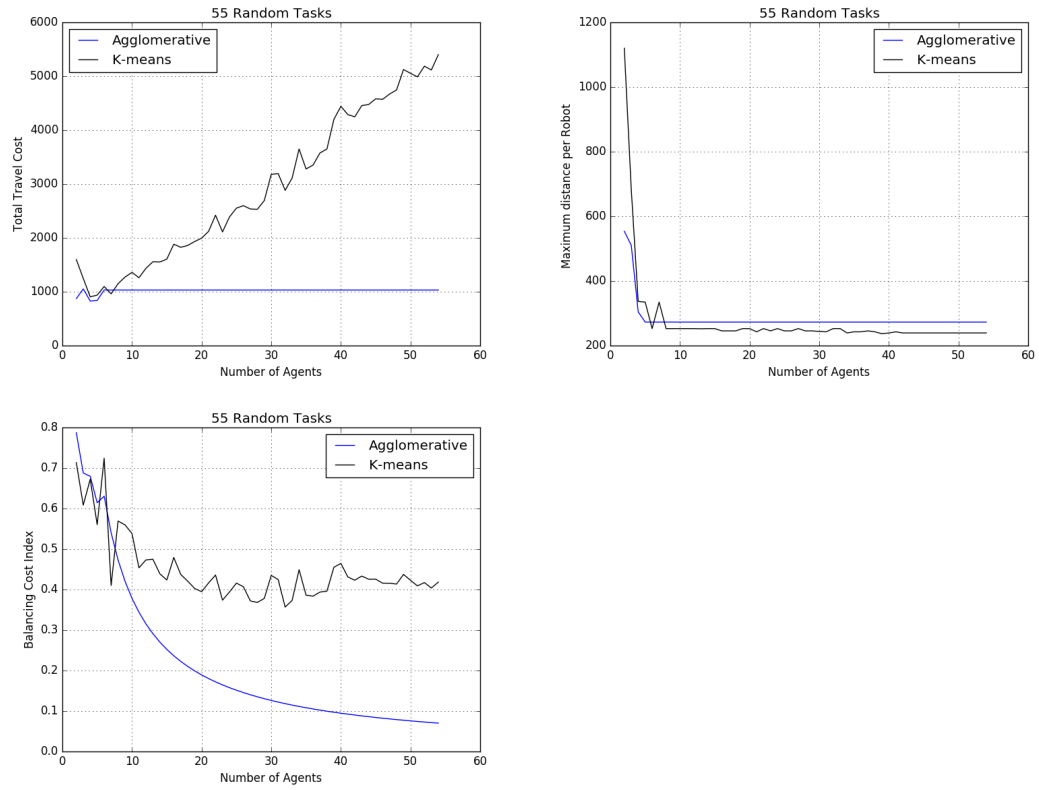 55 Random Tasks
Agglomerative
K-means
6000
5000
4000
3000
2000
1000
0
0 10 20 30 40 50 60
Total Travel Cost
Number of Agents
55 Random Tasks
Agglomerative
K-means
1200
1000
800
600
400
200
0 10 20 30 40 50 60
Maximum distance per Robot
Number of Agents
55 Random Tasks
Agglomerative
K-means
0.8
0.7
0.6
0.5
0.4
0.3
0.2
0.1
0.0
0 10 20 30 40 50 60
Balancing Cost Index
Number of Agents